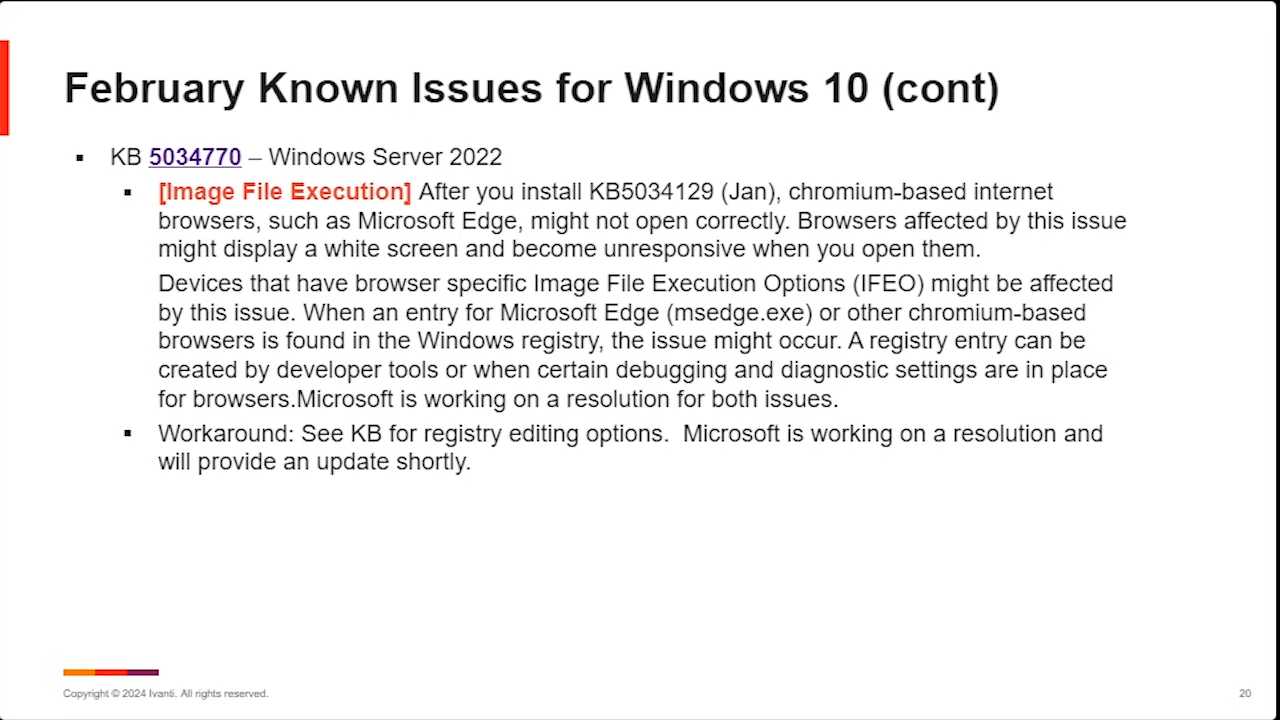 February Known Issues for Windows 10 (cont)
▪ KB 5034770 – Windows Server 2022
▪ [Image File Execution] After you install KB5034129 (Jan), chromium-based internet
browsers, such as Microsoft Edge, might not open correctly. Browsers affected by this issue
might display a white screen and become unresponsive when you open them.
Devices that have browser specific Image File Execution Options (IFEO) might be affected
by this issue. When an entry for Microsoft Edge (msedge.exe) or other chromium-based
browsers is found in the Windows registry, the issue might occur. A registry entry can be
created by developer tools or when certain debugging and diagnostic settings are in place
for browsers.Microsoft is working on a resolution for both issues.
▪ Workaround: See KB for registry editing options.  Microsoft is working on a resolution and
will provide an update shortly.
Copyright © 2024 Ivanti. All rights reserved.
20